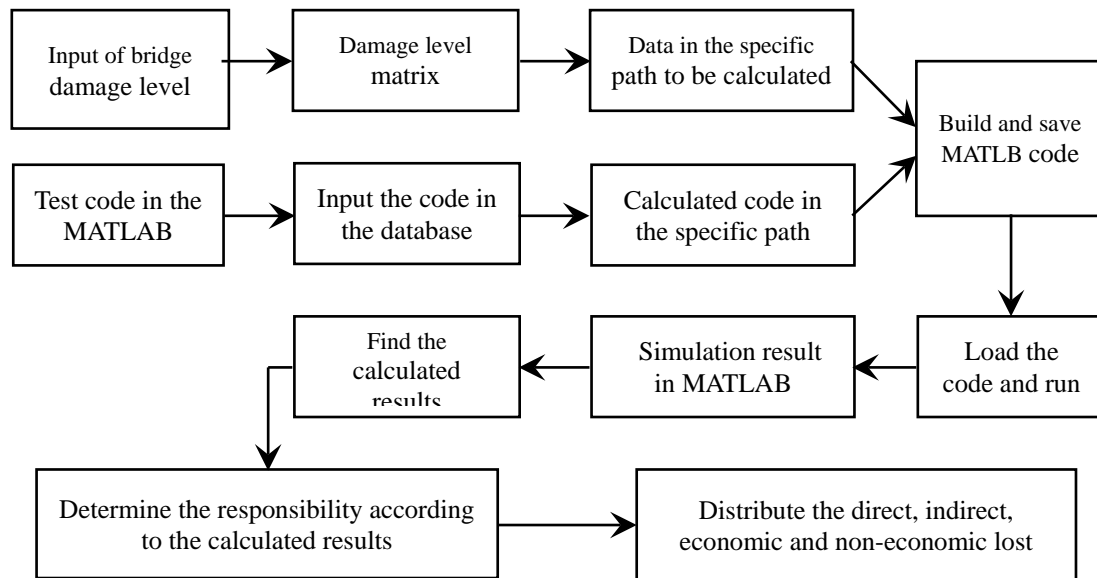 Input of bridge
damage level
Damage level
matrix
Data in the specific
path to be calculated
Build and save
MATLB code
Test code in the
MATLAB
Input the code in
the database
Calculated code in
the specific path
Load the
code and run
Simulation result
in MATLAB
Find the
calculated
results
Determine the responsibility according
to the calculated results
Distribute the direct, indirect,
economic and non-economic lost